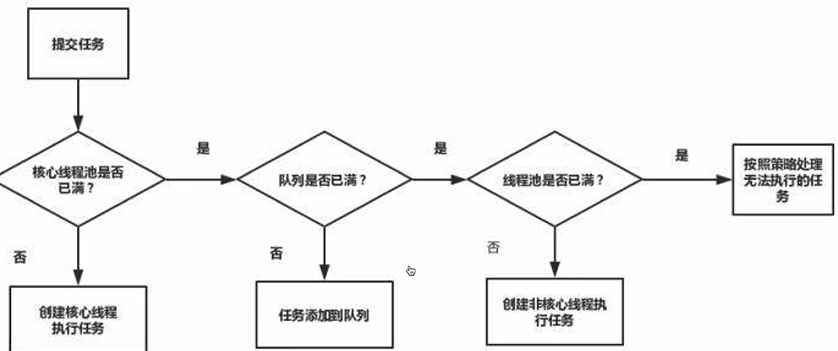 提交任务
是
是
是
核心线程池是否
已满？
队列是否已满？
线程池是否已满？
按照策略处理
无法执行的任
务
否
否
否
创建核心线程
执行任务
任务添加到队列
创建非核心线程执
行任务